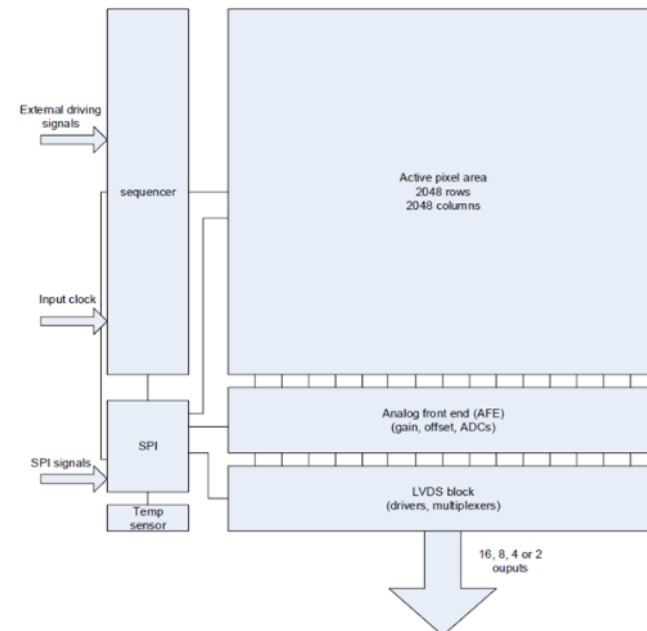 External driving
signals
sequencer
Active pixel area
2048 rows
2048 columns
Input clock
Analog front end (AFE)
(gain, offset, ADCs)
SPI
SPI signals
LVDS block
(drivers, multiplexers)
Temp
sensor
16, 8, 4 or 2
ouputs